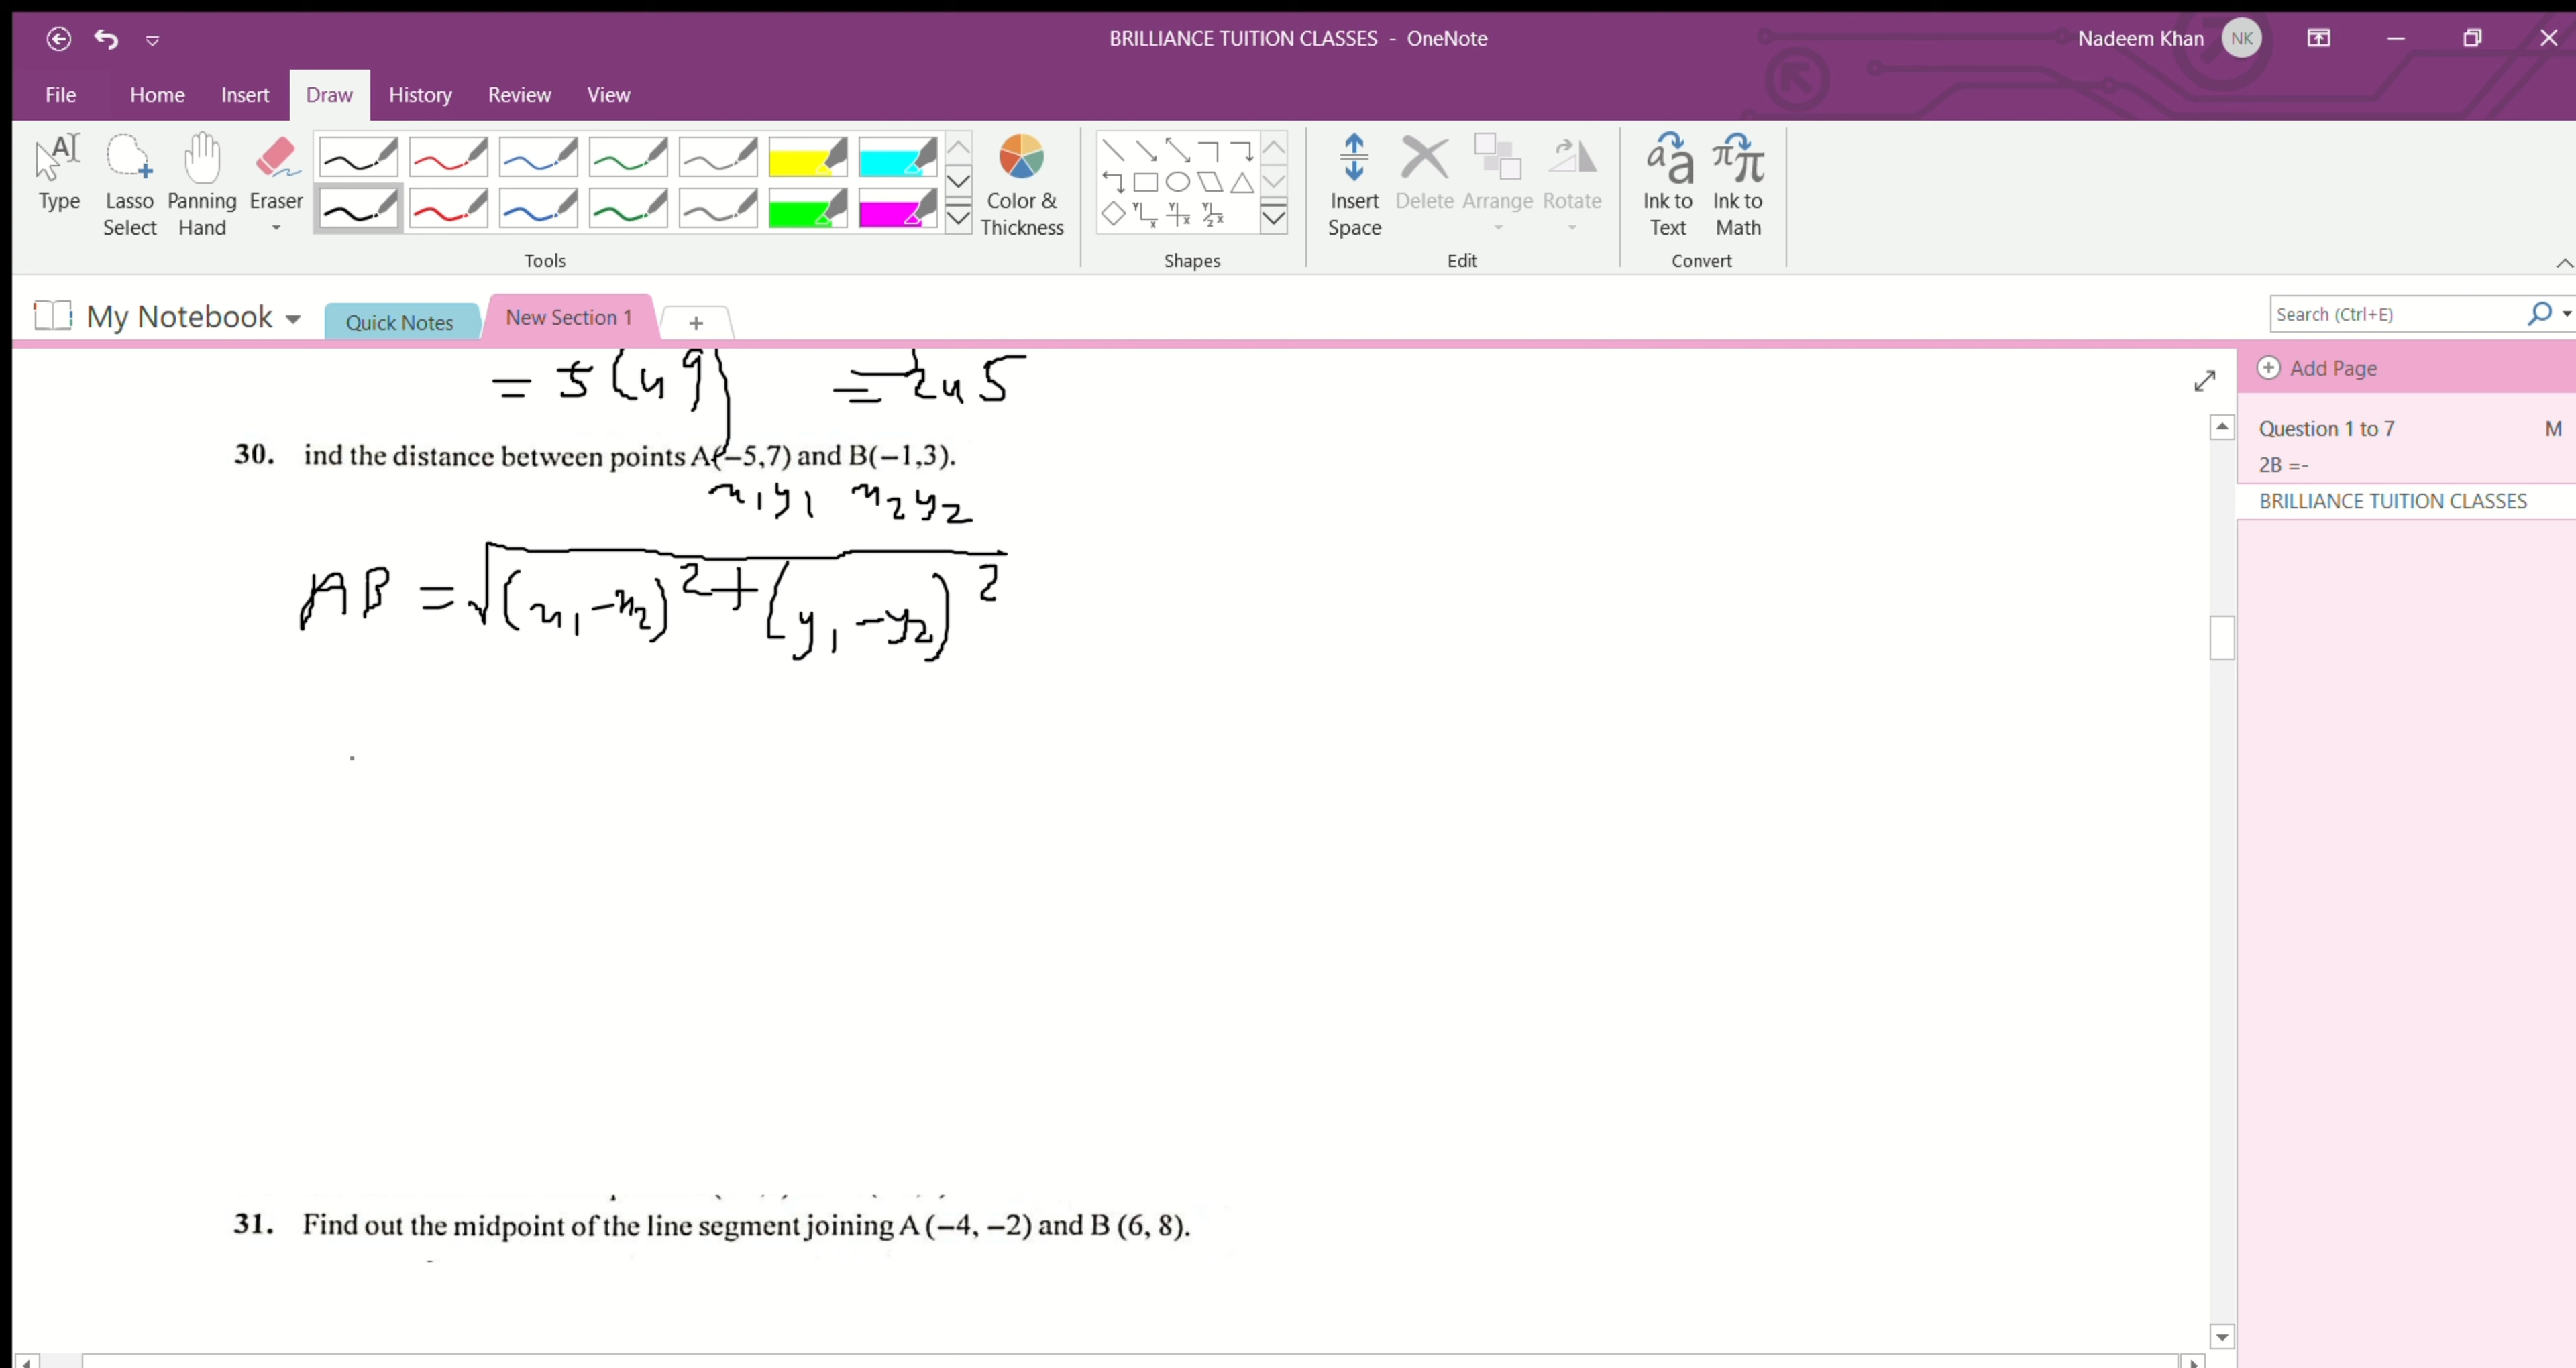 BRILLIANCE TUITION CLASSES - OneNote
Nadeem Khan NK
File Home Insert Draw History Review View
Type
Lasso Select
Panning Hand
Eraser
Color & Thickness
Insert Space
Delete
Arrange
Rotate
Ink to Text
Ink to Math
Tools
Shapes
Edit
Convert
My Notebook
Quick Notes
New Section 1
+
Search (Ctrl+E)
Add Page
Question 1 to 7 M
2B =-
BRILLIANCE TUITION CLASSES
= 5 (49) = 245
30. ind the distance between points A(−5,7) and B(−1,3).
x₁y₁ x₂y₂
AB = √(x₁ −x₂)²+(y₁ −y₂)²
31. Find out the midpoint of the line segment joining A (−4, −2) and B (6, 8).